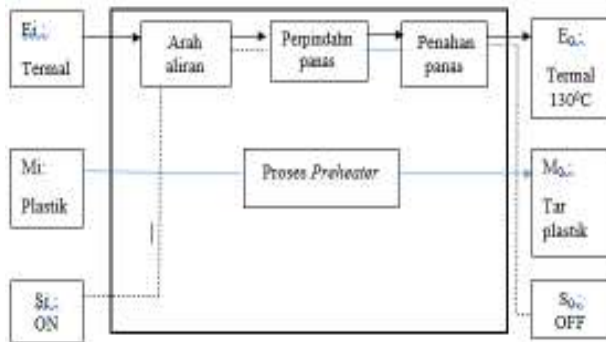 Ei.:
Termal
Arah
aliran
Perpindahn
panas
Penahan
panas
Eo.:
Termal
130⁰C
Mi:
Plastik
Proses Preheater
Mo.:
Tar
plastik
Si.:
ON
So.:
OFF